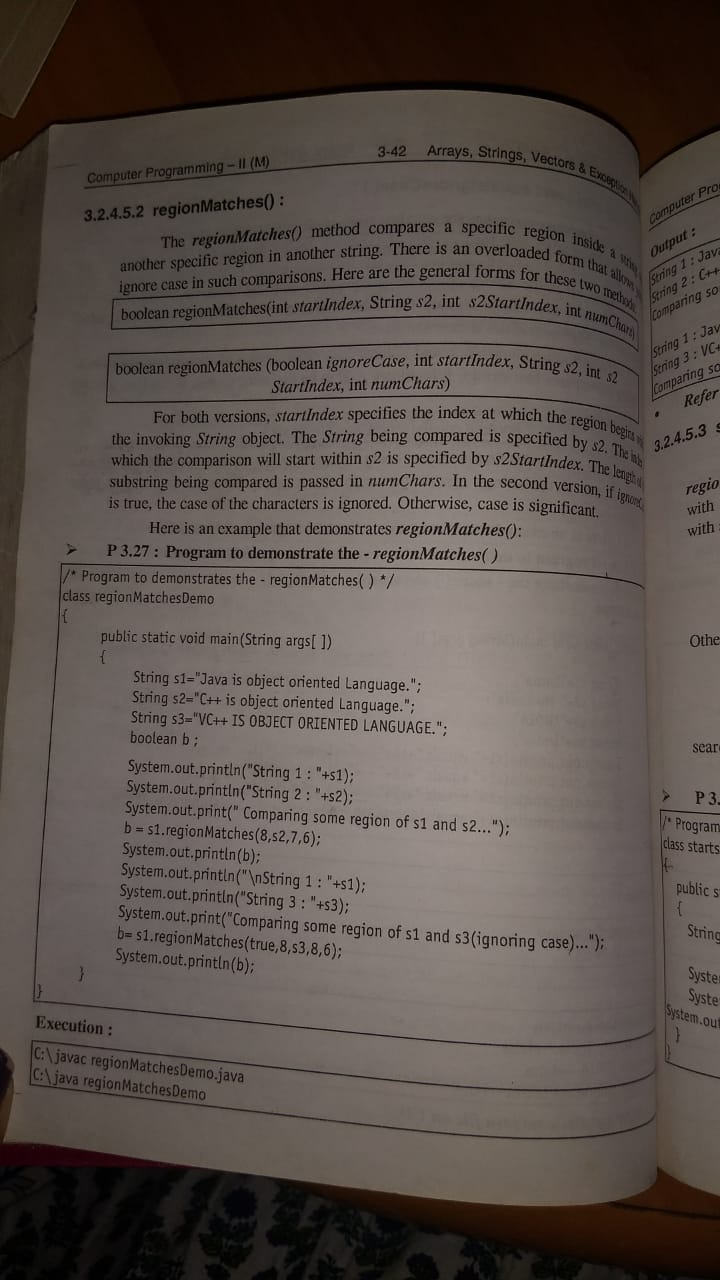 Computer Programming – II (M) 3-42 Arrays, Strings, Vectors & Exception
3.2.4.5.2 regionMatches() :
The regionMatches() method compares a specific region inside a string
another specific region in another string. There is an overloaded form that allows
ignore case in such comparisons. Here are the general forms for these two methods
boolean regionMatches(int startIndex, String s2, int s2StartIndex, int numChars)
boolean regionMatches (boolean ignoreCase, int startIndex, String s2, int s2
StartIndex, int numChars)
For both versions, startIndex specifies the index at which the region begins
the invoking String object. The String being compared is specified by s2. The
which the comparison will start within s2 is specified by s2StartIndex. The length of
substring being compared is passed in numChars. In the second version, if
is true, the case of the characters is ignored. Otherwise, case is significant.
Here is an example that demonstrates regionMatches():
➢ P 3.27 : Program to demonstrate the - regionMatches( )
/* Program to demonstrates the - regionMatches( ) */
class regionMatchesDemo
{
public static void main(String args[ ])
{
String s1="Java is object oriented Language.";
String s2="C++ is object oriented Language.";
String s3="VC++ IS OBJECT ORIENTED LANGUAGE.";
boolean b ;
System.out.println("String 1 : "+s1);
System.out.println("String 2 : "+s2);
System.out.print(" Comparing some region of s1 and s2...");
b = s1.regionMatches(8,s2,7,6);
System.out.println(b);
System.out.println("\nString 1 : "+s1);
System.out.println("String 3 : "+s3);
System.out.print("Comparing some region of s1 and s3(ignoring case)...");
b= s1.regionMatches(true,8,s3,8,6);
System.out.println(b);
}
}
Execution :
C:\javac regionMatchesDemo.java
C:\java regionMatchesDemo
Computer Pro
Output :
String 1 : Java
String 2 : C++
Comparing so
String 1 : Jav
String 3 : VC+
Comparing so
• Refer
3.2.4.5.3 s
regio
with
with
Othe
sear
➢ P 3.
/* Program
class starts
{
public s
{
String
Syste
Syste
System.out
}
}